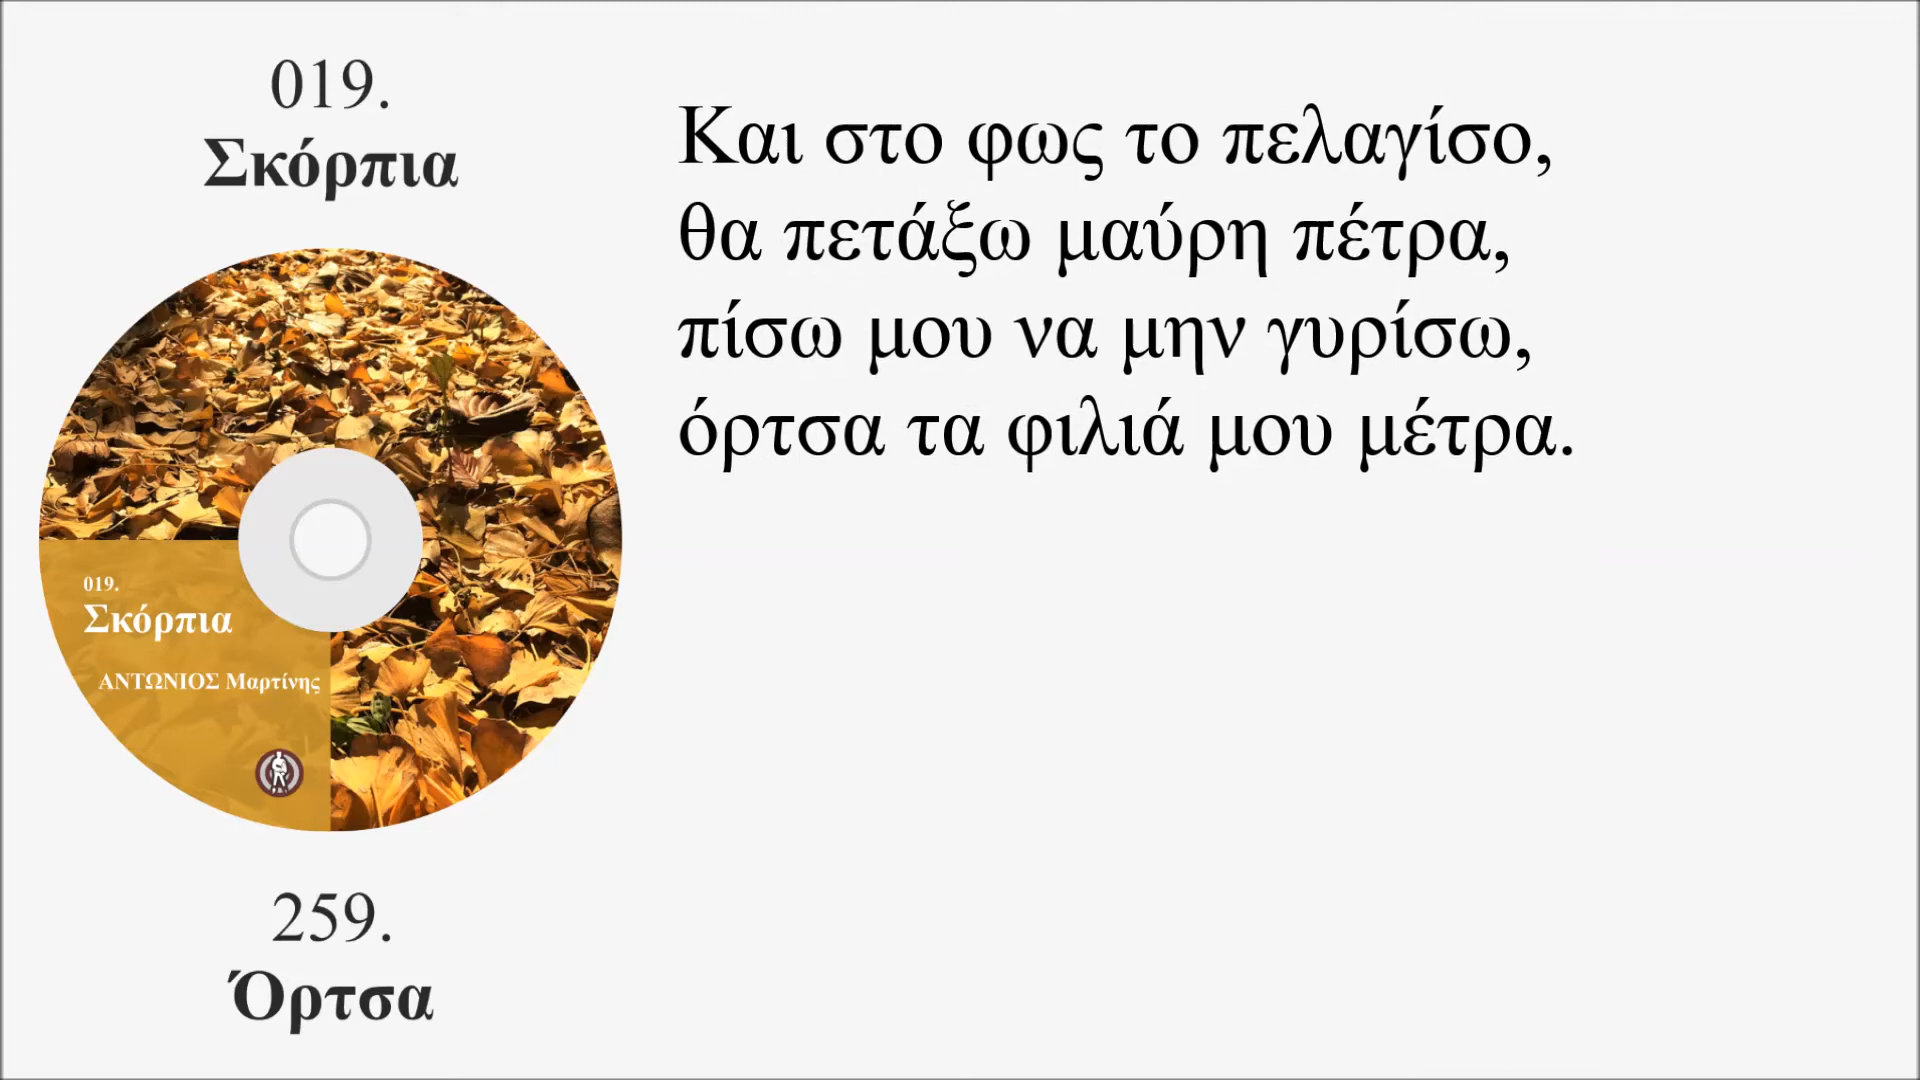 019.
Σκόρπια
019.
Σκόρπια
ΑΝΤΩΝΙΟΣ Μαρτίνης
259.
Όρτσα
Και στο φως το πελαγίσο,
θα πετάξω μαύρη πέτρα,
πίσω μου να μην γυρίσω,
όρτσα τα φιλιά μου μέτρα.